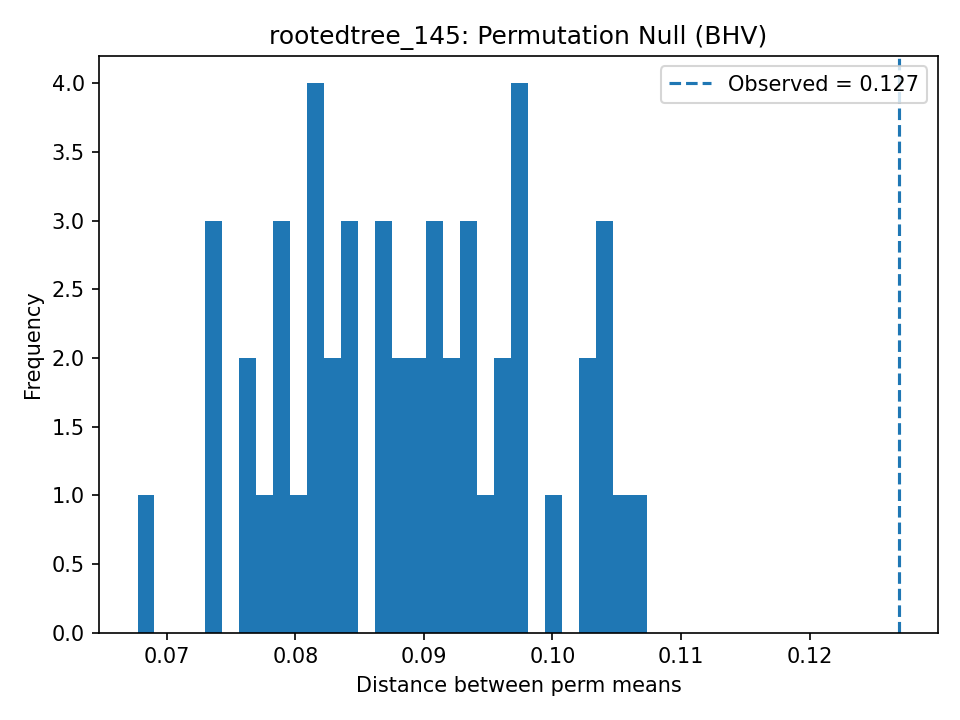 rootedtree_145: Permutation Null (BHV)
Observed = 0.127
Frequency
4.0
3.5
3.0
2.5
2.0
1.5
1.0
0.5
0.0
0.07 0.08 0.09 0.10 0.11 0.12
Distance between perm means